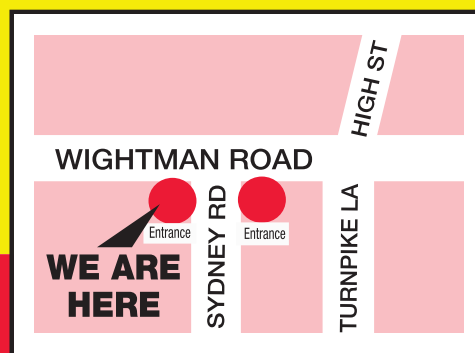 HIGH ST
WIGHTMAN ROAD
SYDNEY RD
TURNPIKE LA
Entrance
Entrance
WE ARE
HERE